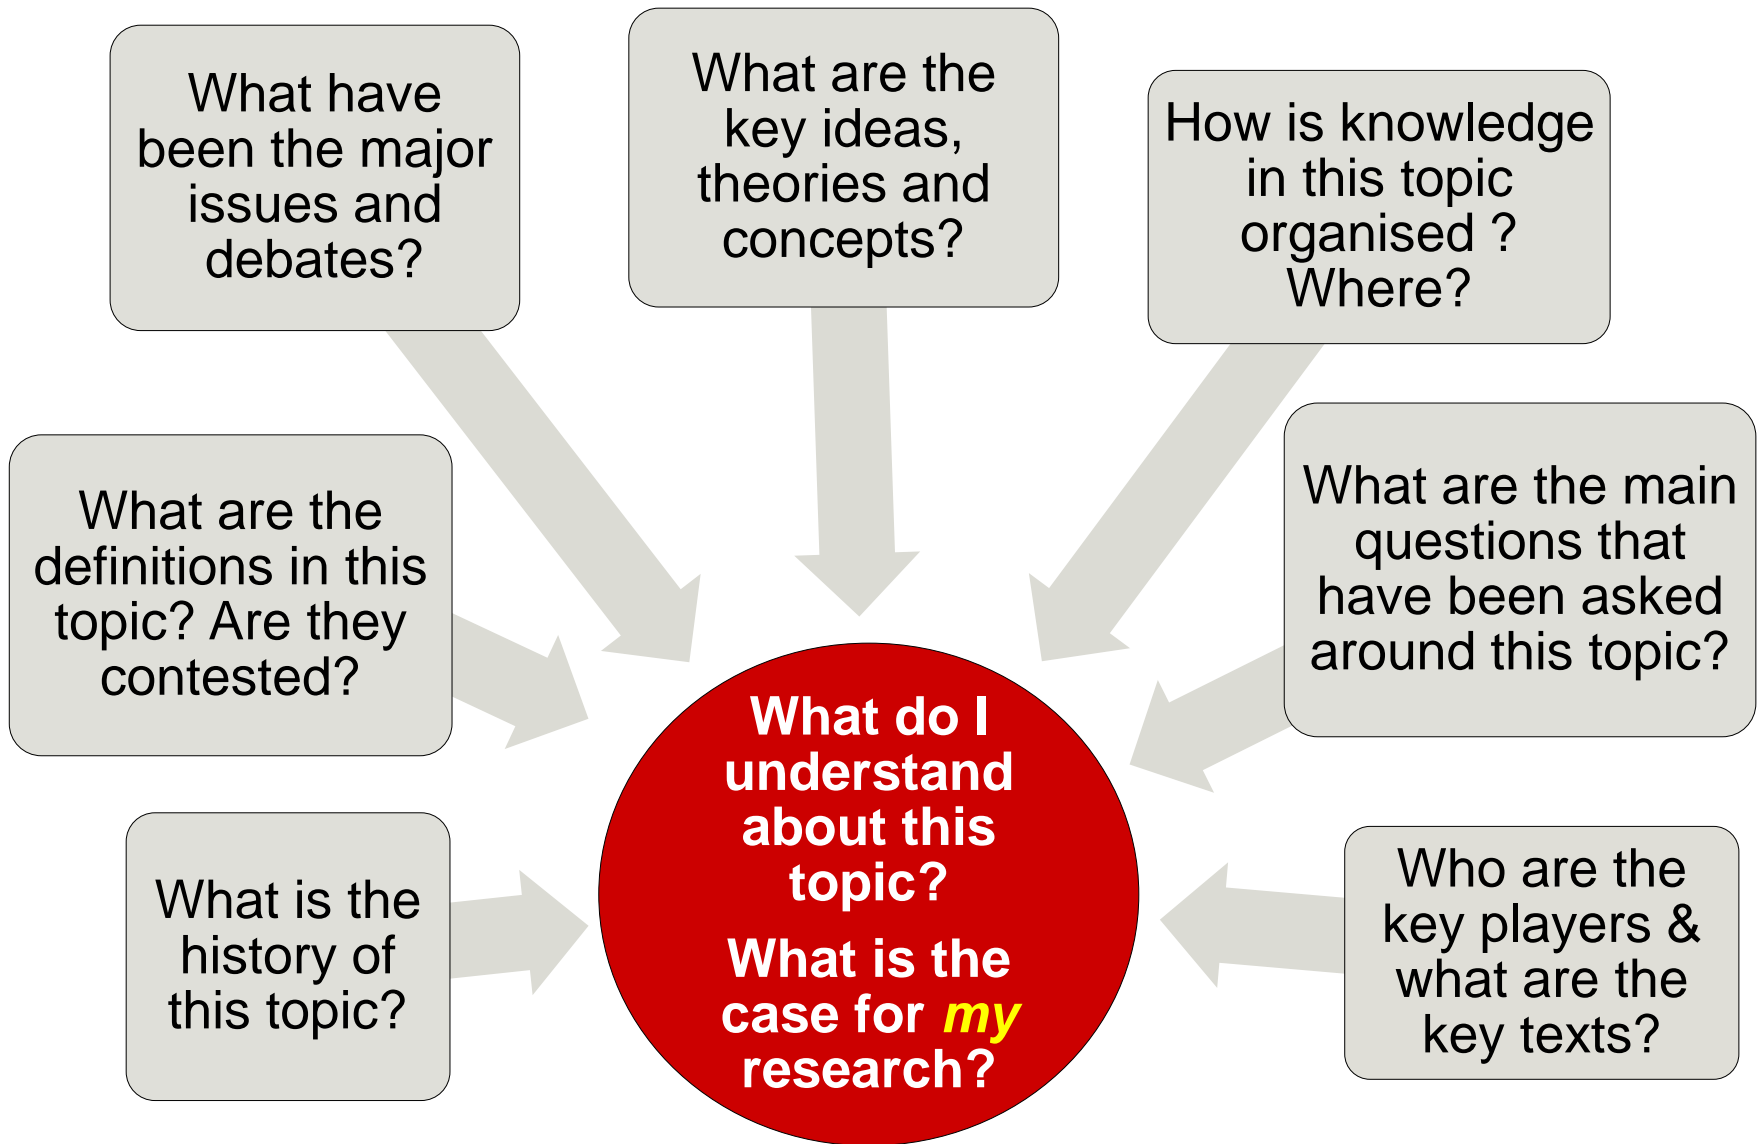 What have
been the major
issues and
debates?
What are the
key ideas,
theories and
concepts?
How is knowledge
in this topic
organised ?
Where?
What are the
definitions in this
topic? Are they
contested?
What are the main
questions that
have been asked
around this topic?
What is the
history of
this topic?
What do I
understand
about this
topic?
What is the
case for my
research?
Who are the
key players &
what are the
key texts?